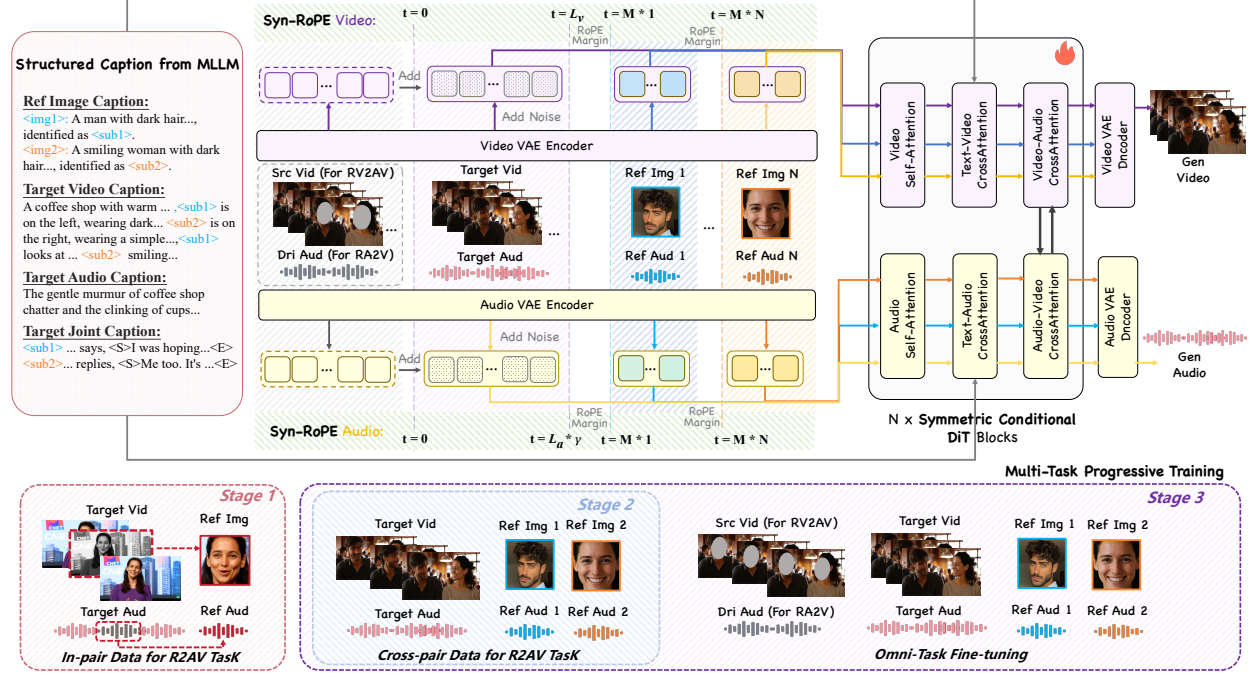 Structured Caption from MLLM
Ref Image Caption:
<img1>: A man with dark hair...,
identified as <sub1>.
<img2>: A smiling woman with dark
hair..., identified as <sub2>.
Target Video Caption:
A coffee shop with warm ... ,<sub1> is
on the left, wearing dark... <sub2> is on
the right, wearing a simple...,<sub1>
looks at ... <sub2> smiling...
Target Audio Caption:
The gentle murmur of coffee shop
chatter and the clinking of cups...
Target Joint Caption:
<sub1> ... says, <S>I was hoping...<E>
<sub2>... replies, <S>Me too. It's ...<E>
Syn-RoPE Video:
t = 0
t = Lv
t = M * 1
t = M * N
RoPE
Margin
RoPE
Margin
...
Add
...
...
...
Add Noise
Video VAE Encoder
Src Vid (For RV2AV)
...
Dri Aud (For RA2V)
Target Vid
...
Target Aud
Ref Img 1
Ref Aud 1
...
Ref Img N
Ref Aud N
Audio VAE Encoder
Add Noise
...
Add
...
...
...
Syn-RoPE Audio:
t = 0
t = La * γ
RoPE
Margin
t = M * 1
RoPE
Margin
t = M * N
Video
Self-Attention
Text-Video
CrossAttention
Video-Audio
CrossAttention
Video VAE
Dncoder
Gen
Video
Audio
Self-Attention
Text-Audio
CrossAttention
Audio-Video
CrossAttention
Audio VAE
Dncoder
Gen
Audio
N x Symmetric Conditional
DiT Blocks
Multi-Task Progressive Training
Stage 1
Target Vid
Ref Img
Target Aud
Ref Aud
In-pair Data for R2AV TasK
Stage 2
Target Vid
Ref Img 1
Ref Img 2
Target Aud
Ref Aud 1
Ref Aud 2
Cross-pair Data for R2AV TasK
Stage 3
Src Vid (For RV2AV)
Target Vid
Ref Img 1
Ref Img 2
Dri Aud (For RA2V)
Target Aud
Ref Aud 1
Ref Aud 2
Omni-Task Fine-tuning